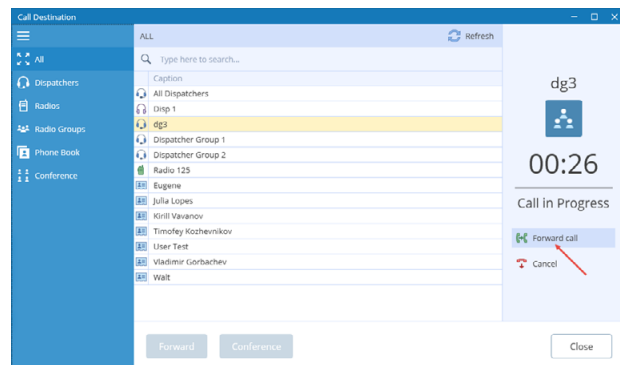 Call Destination
ALL
Refresh
All
Type here to search...
Dispatchers
Radios
Radio Groups
Phone Book
Conference
Caption
All Dispatchers
Disp 1
dg3
Dispatcher Group 1
Dispatcher Group 2
Radio 125
Eugene
Julia Lopes
Kirill Vavanov
Timofey Kozhevnikov
User Test
Vladimir Gorbachev
Walt
dg3
00:26
Call in Progress
Forward call
Cancel
Forward
Conference
Close